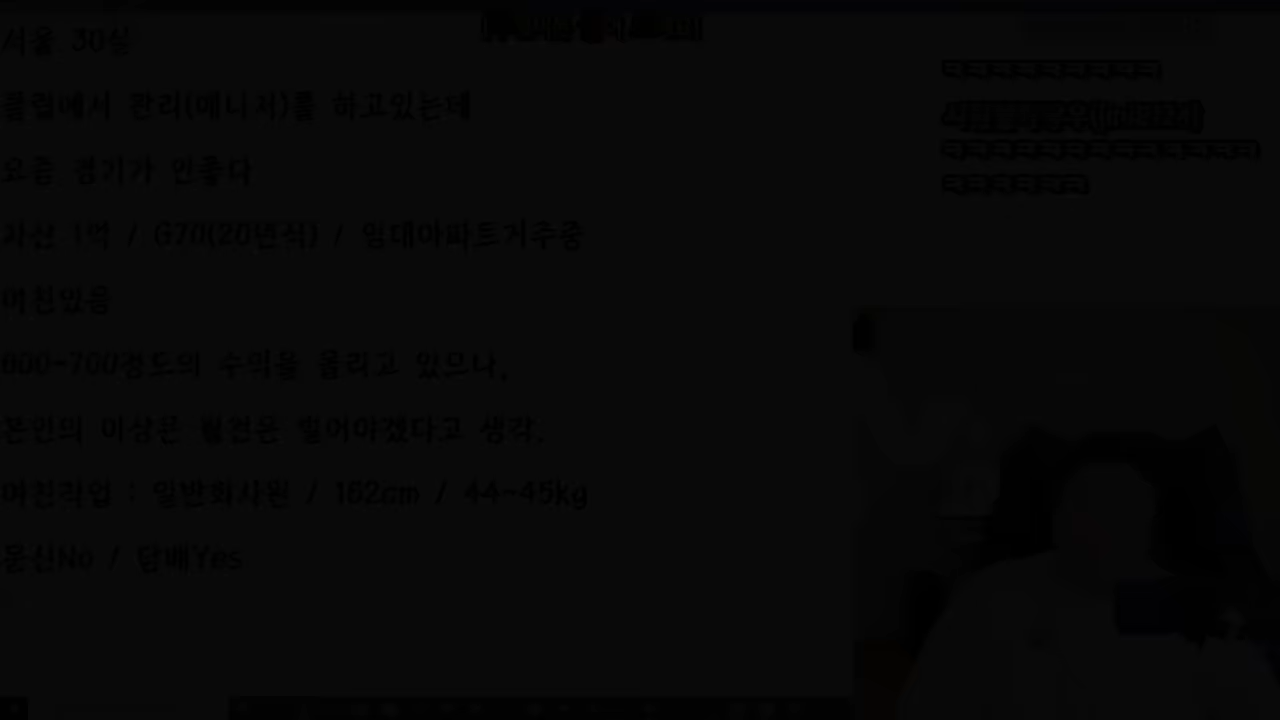 서울 30살
클럽에서 관리(매니저)를 하고있는데
요즘 경기가 안좋다
자산 1억 / G70(20년식) / 임대아파트거주중
여친있음
600-700정도의 수익을 올리고 있으나,
본인의 이상은 월천은 벌어야겠다고 생각.
여친직업 : 일반회사원 / 162cm / 44-45kg
문신No / 담배Yes
ㅋㅋㅋㅋㅋㅋㅋㅋㅋㅋㅋ
ㅋㅋㅋㅋㅋㅋㅋㅋㅋㅋㅋㅋㅋㅋㅋㅋ
ㅋㅋㅋㅋㅋㅋㅋ